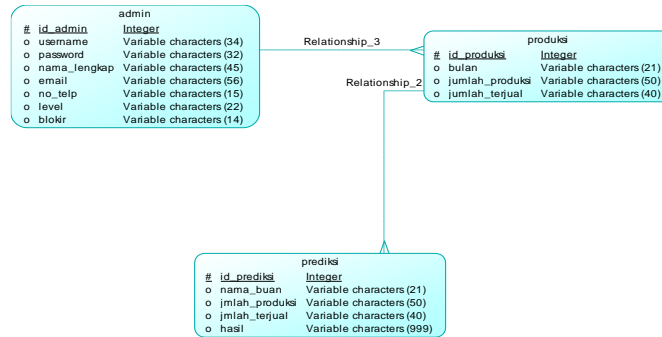 admin
# id_admin Integer
o username Variable characters (34)
o password Variable characters (32)
o nama_lengkap Variable characters (45)
o email Variable characters (56)
o no_telp Variable characters (15)
o level Variable characters (22)
o blokir Variable characters (14)
Relationship_3
produksi
# id_produksi Integer
o bulan Variable characters (21)
o jumlah_produksi Variable characters (50)
o jumlah_terjual Variable characters (40)
Relationship_2
prediksi
# id_prediksi Integer
o nama_buan Variable characters (21)
o jmlah_produksi Variable characters (50)
o jmlah_terjual Variable characters (40)
o hasil Variable characters (999)